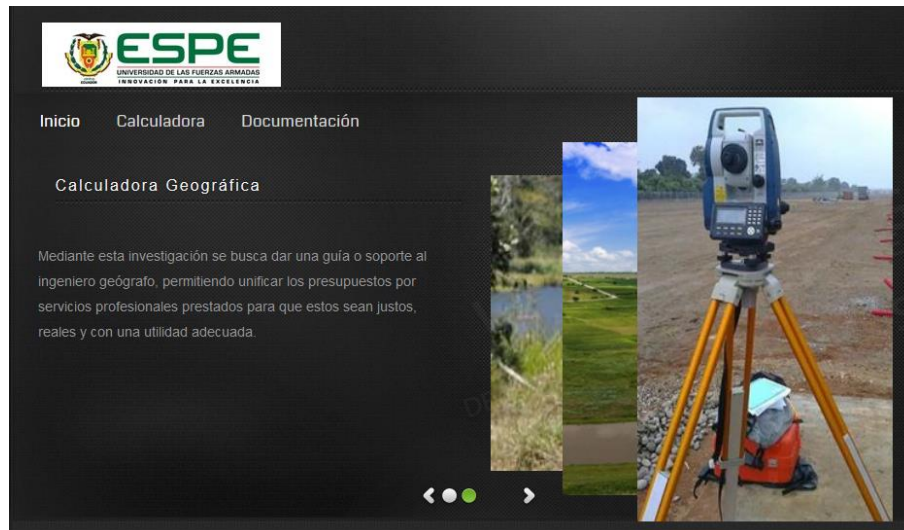 ESPE
UNIVERSIDAD DE LAS FUERZAS ARMADAS
INNOVACIÓN PARA LA EXCELENCIA
Inicio Calculadora Documentación
Calculadora Geográfica
Mediante esta investigación se busca dar una guía o soporte al
ingeniero geógrafo, permitiendo unificar los presupuestos por
servicios profesionales prestados para que estos sean justos,
reales y con una utilidad adecuada.